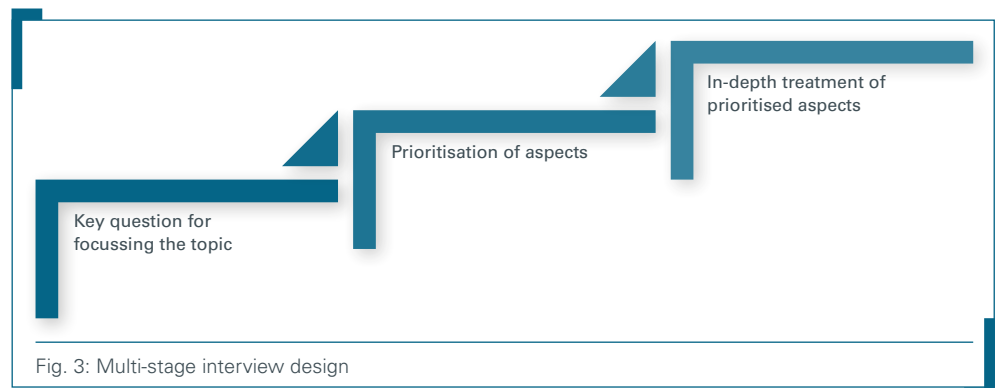 Key question for
focussing the topic
Prioritisation of aspects
In-depth treatment of
prioritised aspects
Fig. 3: Multi-stage interview design